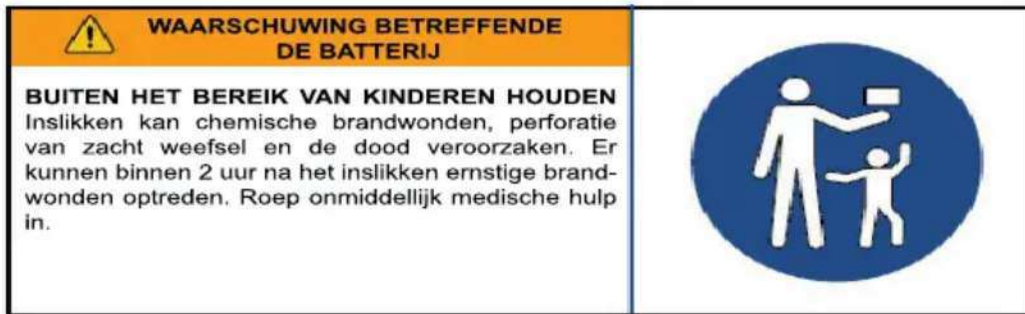 WAARSCHUWING BETREFFENDE
DE BATTERIJ
BUITEN HET BEREIK VAN KINDEREN HOUDEN
Inslikken kan chemische brandwonden, perforatie
van zacht weefsel en de dood veroorzaken. Er
kunnen binnen 2 uur na het inslikken ernstige brand-
wonden optreden. Roep onmiddellijk medische hulp
in.